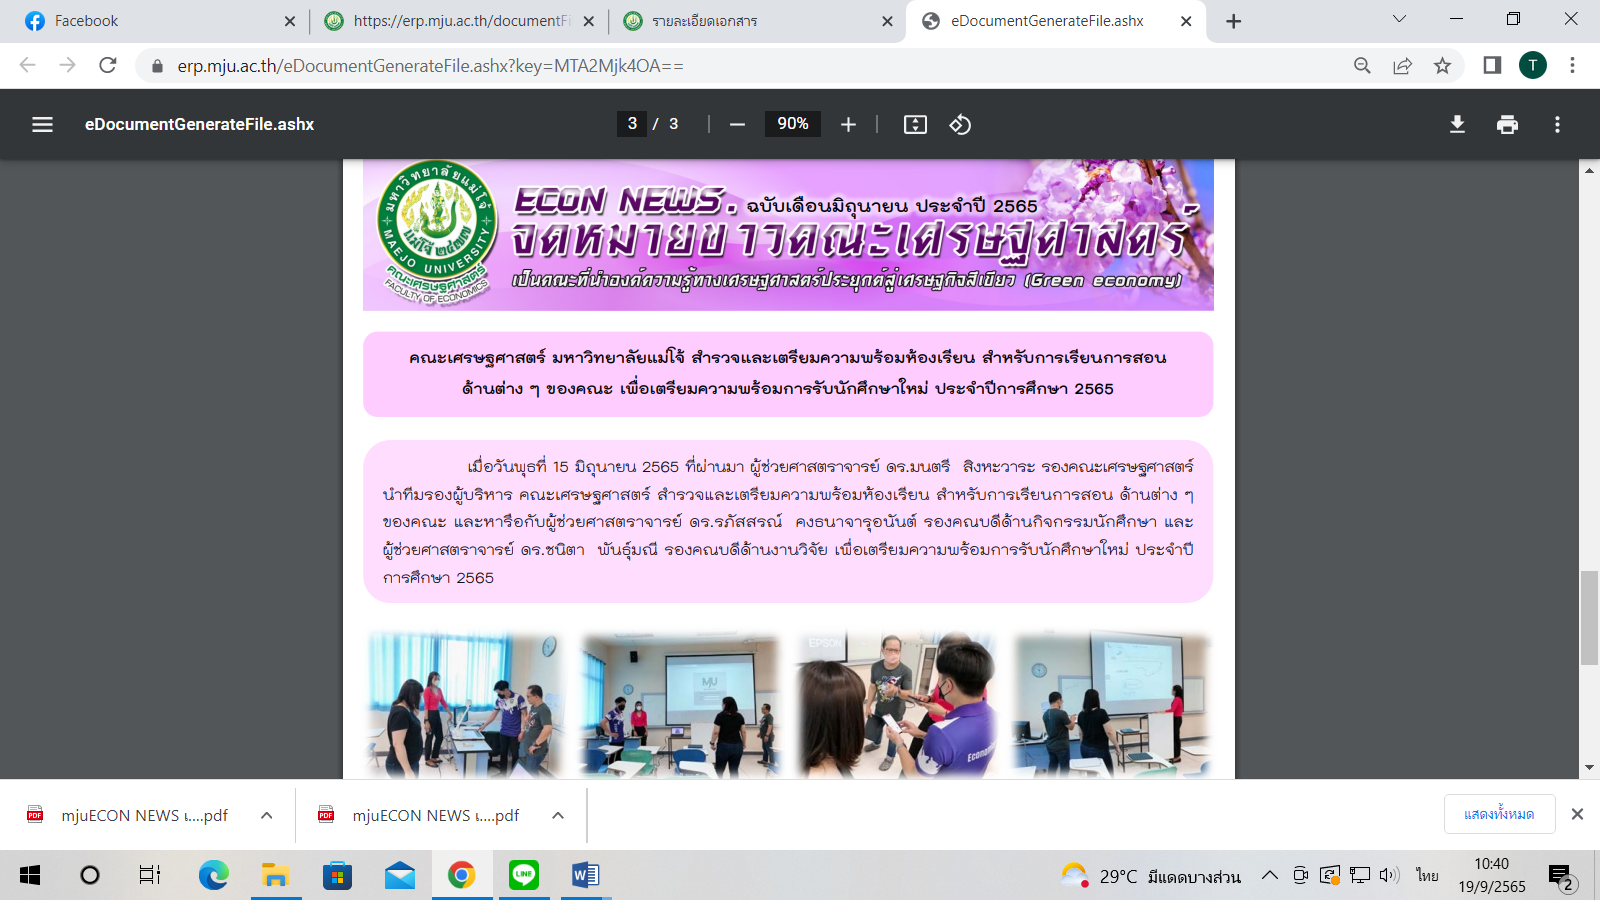 Facebook
https://erp.mju.ac.th/documentFi
รายละเอียดเอกสาร
eDocumentGenerateFile.ashx
erp.mju.ac.th/eDocumentGenerateFile.ashx?key=MTA2Mjk4OA==
T
eDocumentGenerateFile.ashx
3 / 3
90%
มหาวิทยาลัยแม่โจ้
แม่โจ้ ๒๔๗๗
MAEJO UNIVERSITY
คณะเศรษฐศาสตร์
FACULTY OF ECONOMICS
ECON NEWS. ฉบับเดือนมิถุนายน ประจำปี 2565
จดหมายข่าวคณะเศรษฐศาสตร์
เป็นคณะที่นำองค์ความรู้ทางเศรษฐศาสตร์ประยุกต์สู่เศรษฐกิจสีเขียว (Green economy)
คณะเศรษฐศาสตร์ มหาวิทยาลัยแม่โจ้ สำรวจและเตรียมความพร้อมห้องเรียน สำหรับการเรียนการสอน
ด้านต่าง ๆ ของคณะ เพื่อเตรียมความพร้อมการรับนักศึกษาใหม่ ประจำปีการศึกษา 2565
เมื่อวันพุธที่ 15 มิถุนายน 2565 ที่ผ่านมา ผู้ช่วยศาสตราจารย์ ดร.มนตรี สิงหะวาระ รองคณะเศรษฐศาสตร์
นำทีมรองผู้บริหาร คณะเศรษฐศาสตร์ สำรวจและเตรียมความพร้อมห้องเรียน สำหรับการเรียนการสอน ด้านต่าง ๆ
ของคณะ และหารือกับผู้ช่วยศาสตราจารย์ ดร.รภัสสรณ์ คงธนาจารุอนันต์ รองคณบดีด้านกิจกรรมนักศึกษา และ
ผู้ช่วยศาสตราจารย์ ดร.ชนิตา พันธุ์มณี รองคณบดีด้านงานวิจัย เพื่อเตรียมความพร้อมการรับนักศึกษาใหม่ ประจำปี
การศึกษา 2565
EPSON
MJU
Econom
mjuECON NEWS เ....pdf
mjuECON NEWS เ....pdf
แสดงทั้งหมด
29°C มีแดดบางส่วน
ไทย
10:40
19/9/2565
2